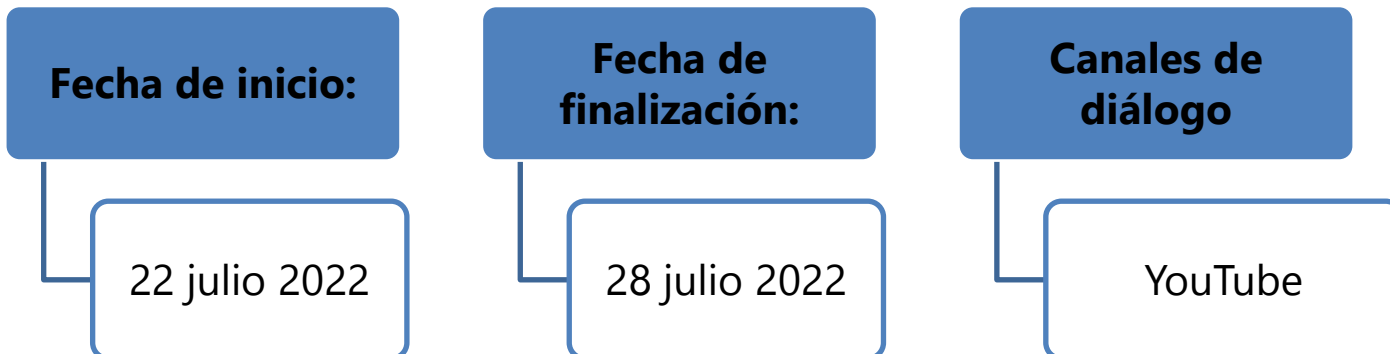 Fecha de inicio:
22 julio 2022
Fecha de
finalización:
28 julio 2022
Canales de
diálogo
YouTube